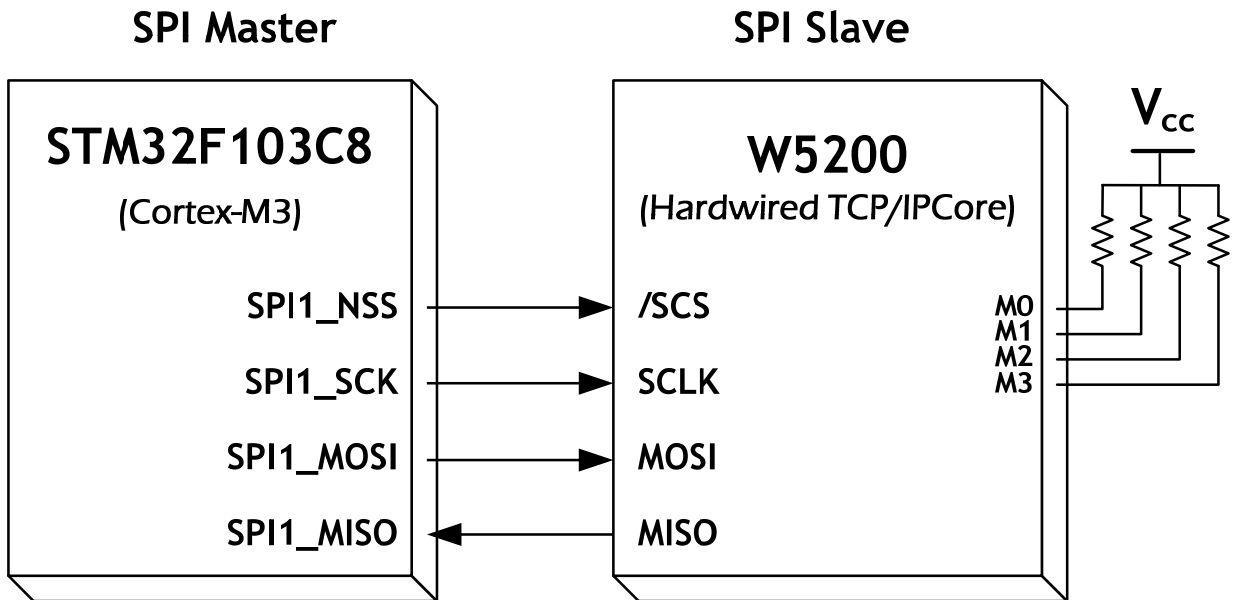 SPI Master
SPI Slave
STM32F103C8
(Cortex-M3)
SPI1_NSS
SPI1_SCK
SPI1_MOSI
SPI1_MISO
W5200
(Hardwired TCP/IPCore)
/SCS
SCLK
MOSI
MISO
M0
M1
M2
M3
Vcc